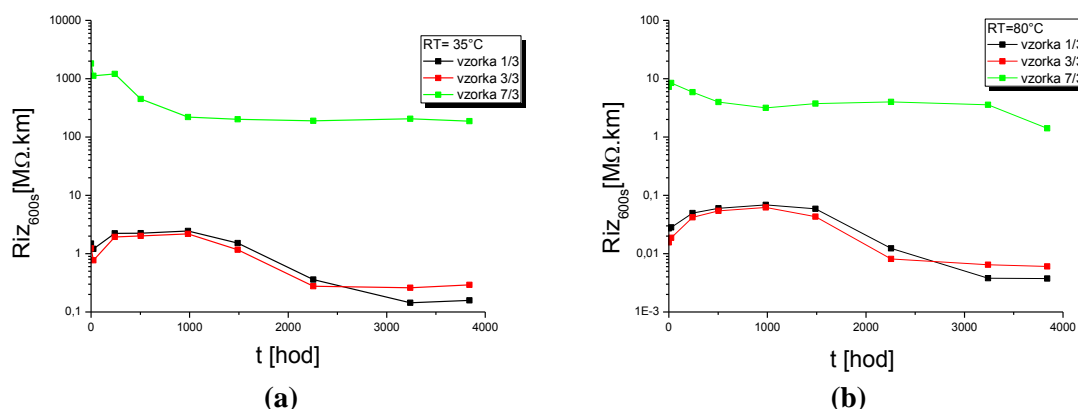 10000
1000
100
10
1
0,1
Riz600s[MΩ.km]
RT= 35°C
vzorka 1/3
vzorka 3/3
vzorka 7/3
0
1000
2000
3000
4000
t [hod]
(a)
100
10
1
0,1
0,01
1E-3
Riz600s[MΩ.km]
RT=80°C
vzorka 1/3
vzorka 3/3
vzorka 7/3
0
1000
2000
3000
4000
t [hod]
(b)